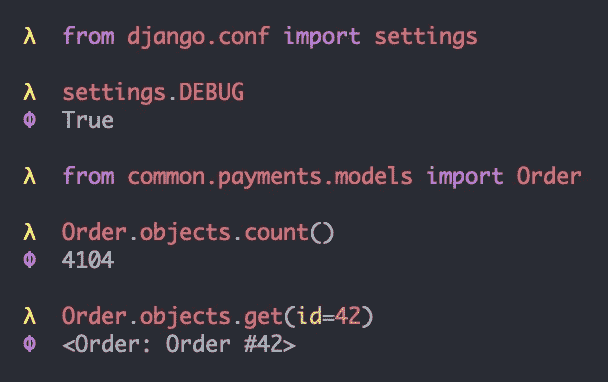 λ from django.conf import settings
λ settings.DEBUG
Φ True
λ from common.payments.models import Order
λ Order.objects.count()
Φ 4104
λ Order.objects.get(id=42)
Φ <Order: Order #42>